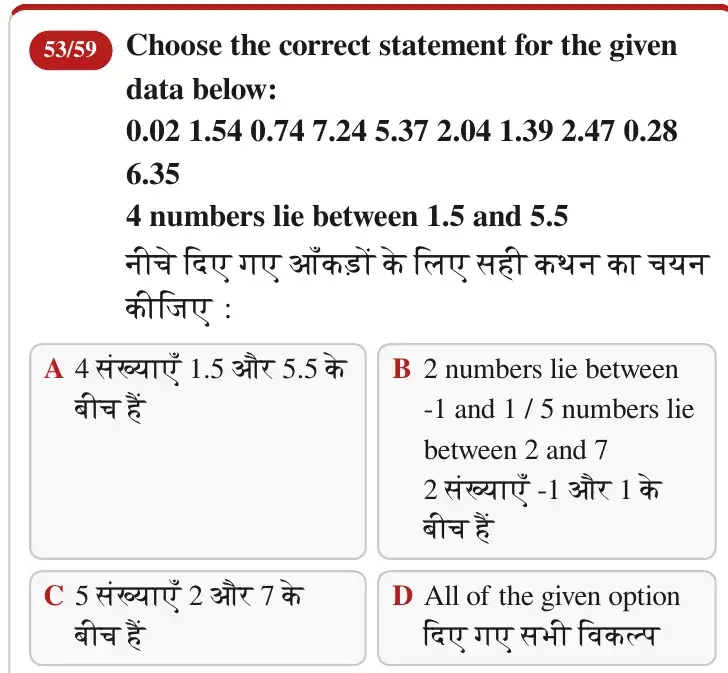 53/59 Choose the correct statement for the given
data below:
0.02 1.54 0.74 7.24 5.37 2.04 1.39 2.47 0.28
6.35
4 numbers lie between 1.5 and 5.5
नीचे दिए गए आँकड़ों के लिए सही कथन का चयन
कीजिए :
A 4 संख्याएँ 1.5 और 5.5 के
बीच हैं
B 2 numbers lie between
-1 and 1 / 5 numbers lie
between 2 and 7
2 संख्याएँ -1 और 1 के
बीच हैं
C 5 संख्याएँ 2 और 7 के
बीच हैं
D All of the given option
दिए गए सभी विकल्प